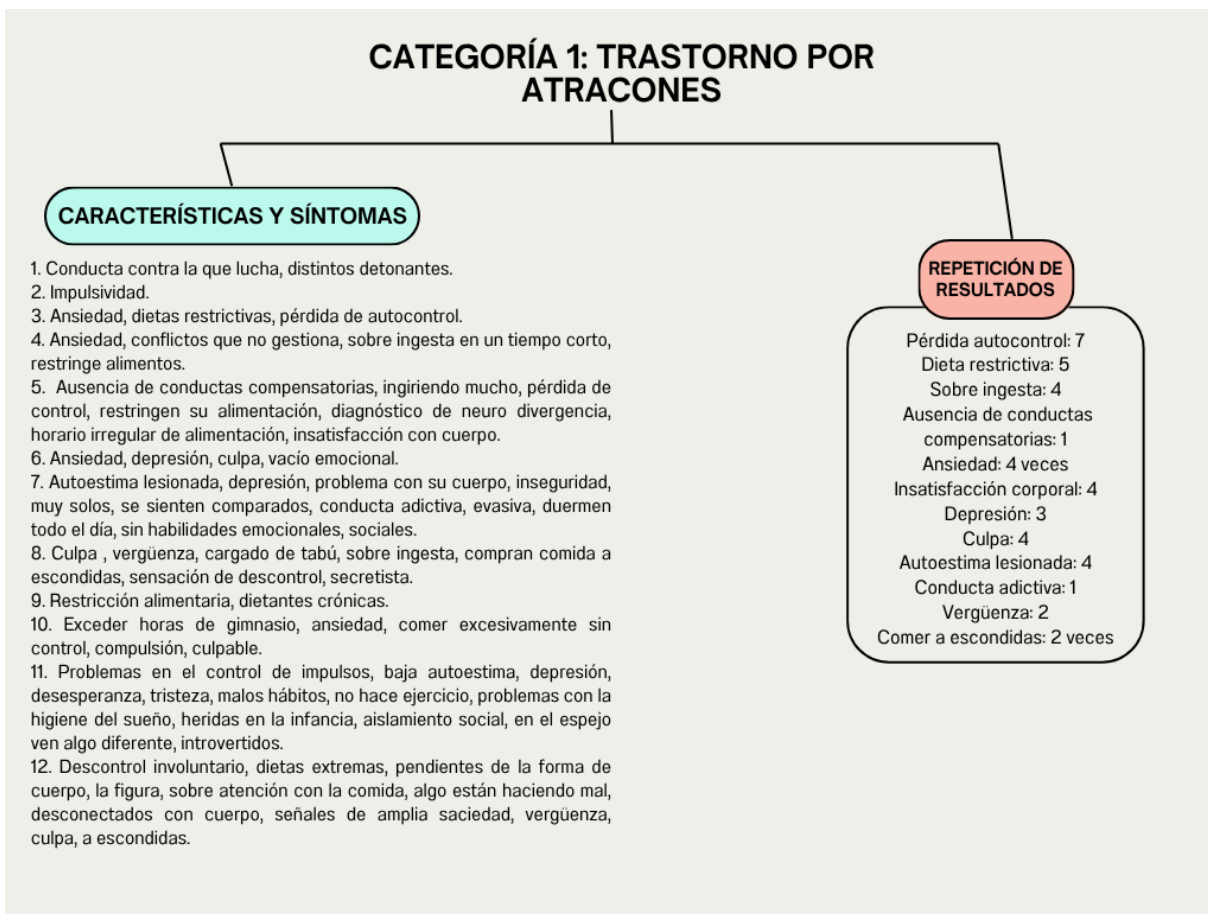 CATEGORÍA 1: TRASTORNO POR
ATRACONES
CARACTERÍSTICAS Y SÍNTOMAS
1. Conducta contra la que lucha, distintos detonantes.
2. Impulsividad.
3. Ansiedad, dietas restrictivas, pérdida de autocontrol.
4. Ansiedad, conflictos que no gestiona, sobre ingesta en un tiempo corto,
restringe alimentos.
5. Ausencia de conductas compensatorias, ingiriendo mucho, pérdida de
control, restringen su alimentación, diagnóstico de neuro divergencia,
horario irregular de alimentación, insatisfacción con cuerpo.
6. Ansiedad, depresión, culpa, vacío emocional.
7. Autoestima lesionada, depresión, problema con su cuerpo, inseguridad,
muy solos, se sienten comparados, conducta adictiva, evasiva, duermen
todo el día, sin habilidades emocionales, sociales.
8. Culpa , vergüenza, cargado de tabú, sobre ingesta, compran comida a
escondidas, sensación de descontrol, secretista.
9. Restricción alimentaria, dietantes crónicas.
10. Exceder horas de gimnasio, ansiedad, comer excesivamente sin
control, compulsión, culpable.
11. Problemas en el control de impulsos, baja autoestima, depresión,
desesperanza, tristeza, malos hábitos, no hace ejercicio, problemas con la
higiene del sueño, heridas en la infancia, aislamiento social, en el espejo
ven algo diferente, introvertidos.
12. Descontrol involuntario, dietas extremas, pendientes de la forma de
cuerpo, la figura, sobre atención con la comida, algo están haciendo mal,
desconectados con cuerpo, señales de amplia saciedad, vergüenza,
culpa, a escondidas.
REPETICIÓN DE
RESULTADOS
Pérdida autocontrol: 7
Dieta restrictiva: 5
Sobre ingesta: 4
Ausencia de conductas
compensatorias: 1
Ansiedad: 4 veces
Insatisfacción corporal: 4
Depresión: 3
Culpa: 4
Autoestima lesionada: 4
Conducta adictiva: 1
Vergüenza: 2
Comer a escondidas: 2 veces